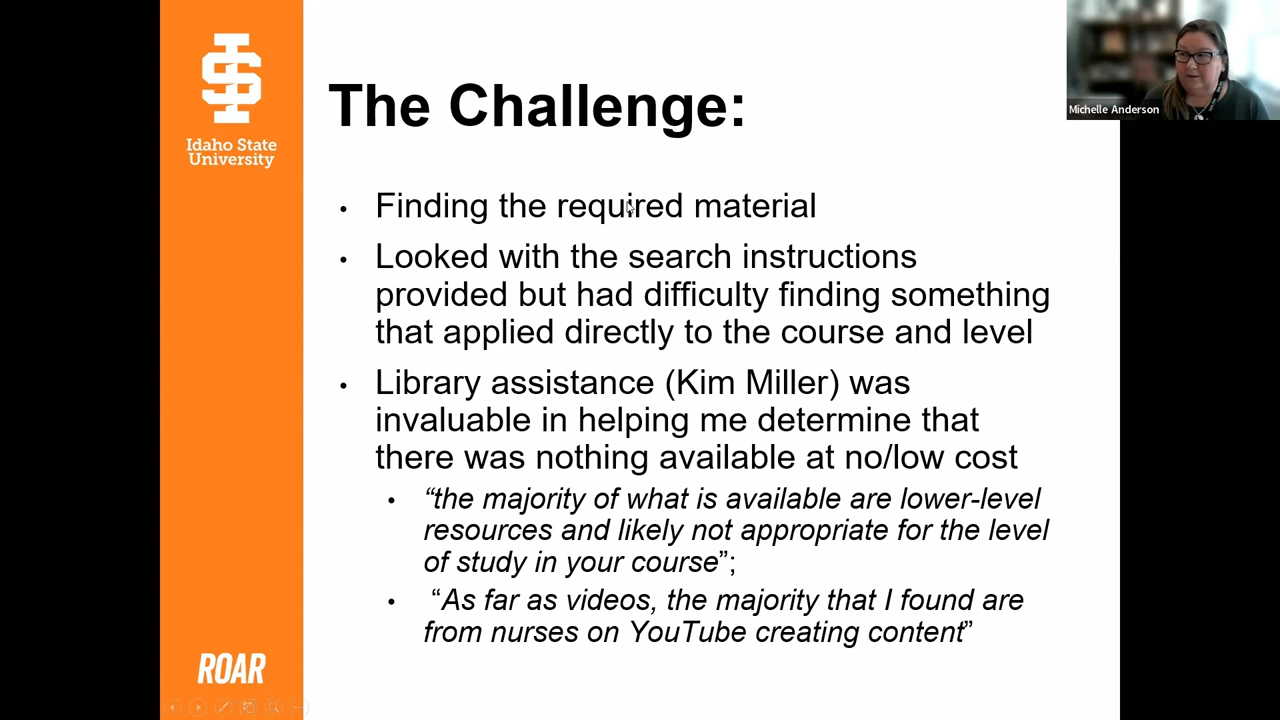 Idaho State
University
The Challenge:
Michelle Anderson
• Finding the required material
• Looked with the search instructions
provided but had difficulty finding something
that applied directly to the course and level
• Library assistance (Kim Miller) was
invaluable in helping me determine that
there was nothing available at no/low cost
• “the majority of what is available are lower-level
resources and likely not appropriate for the level
of study in your course”;
• “As far as videos, the majority that I found are
from nurses on YouTube creating content”
ROAR